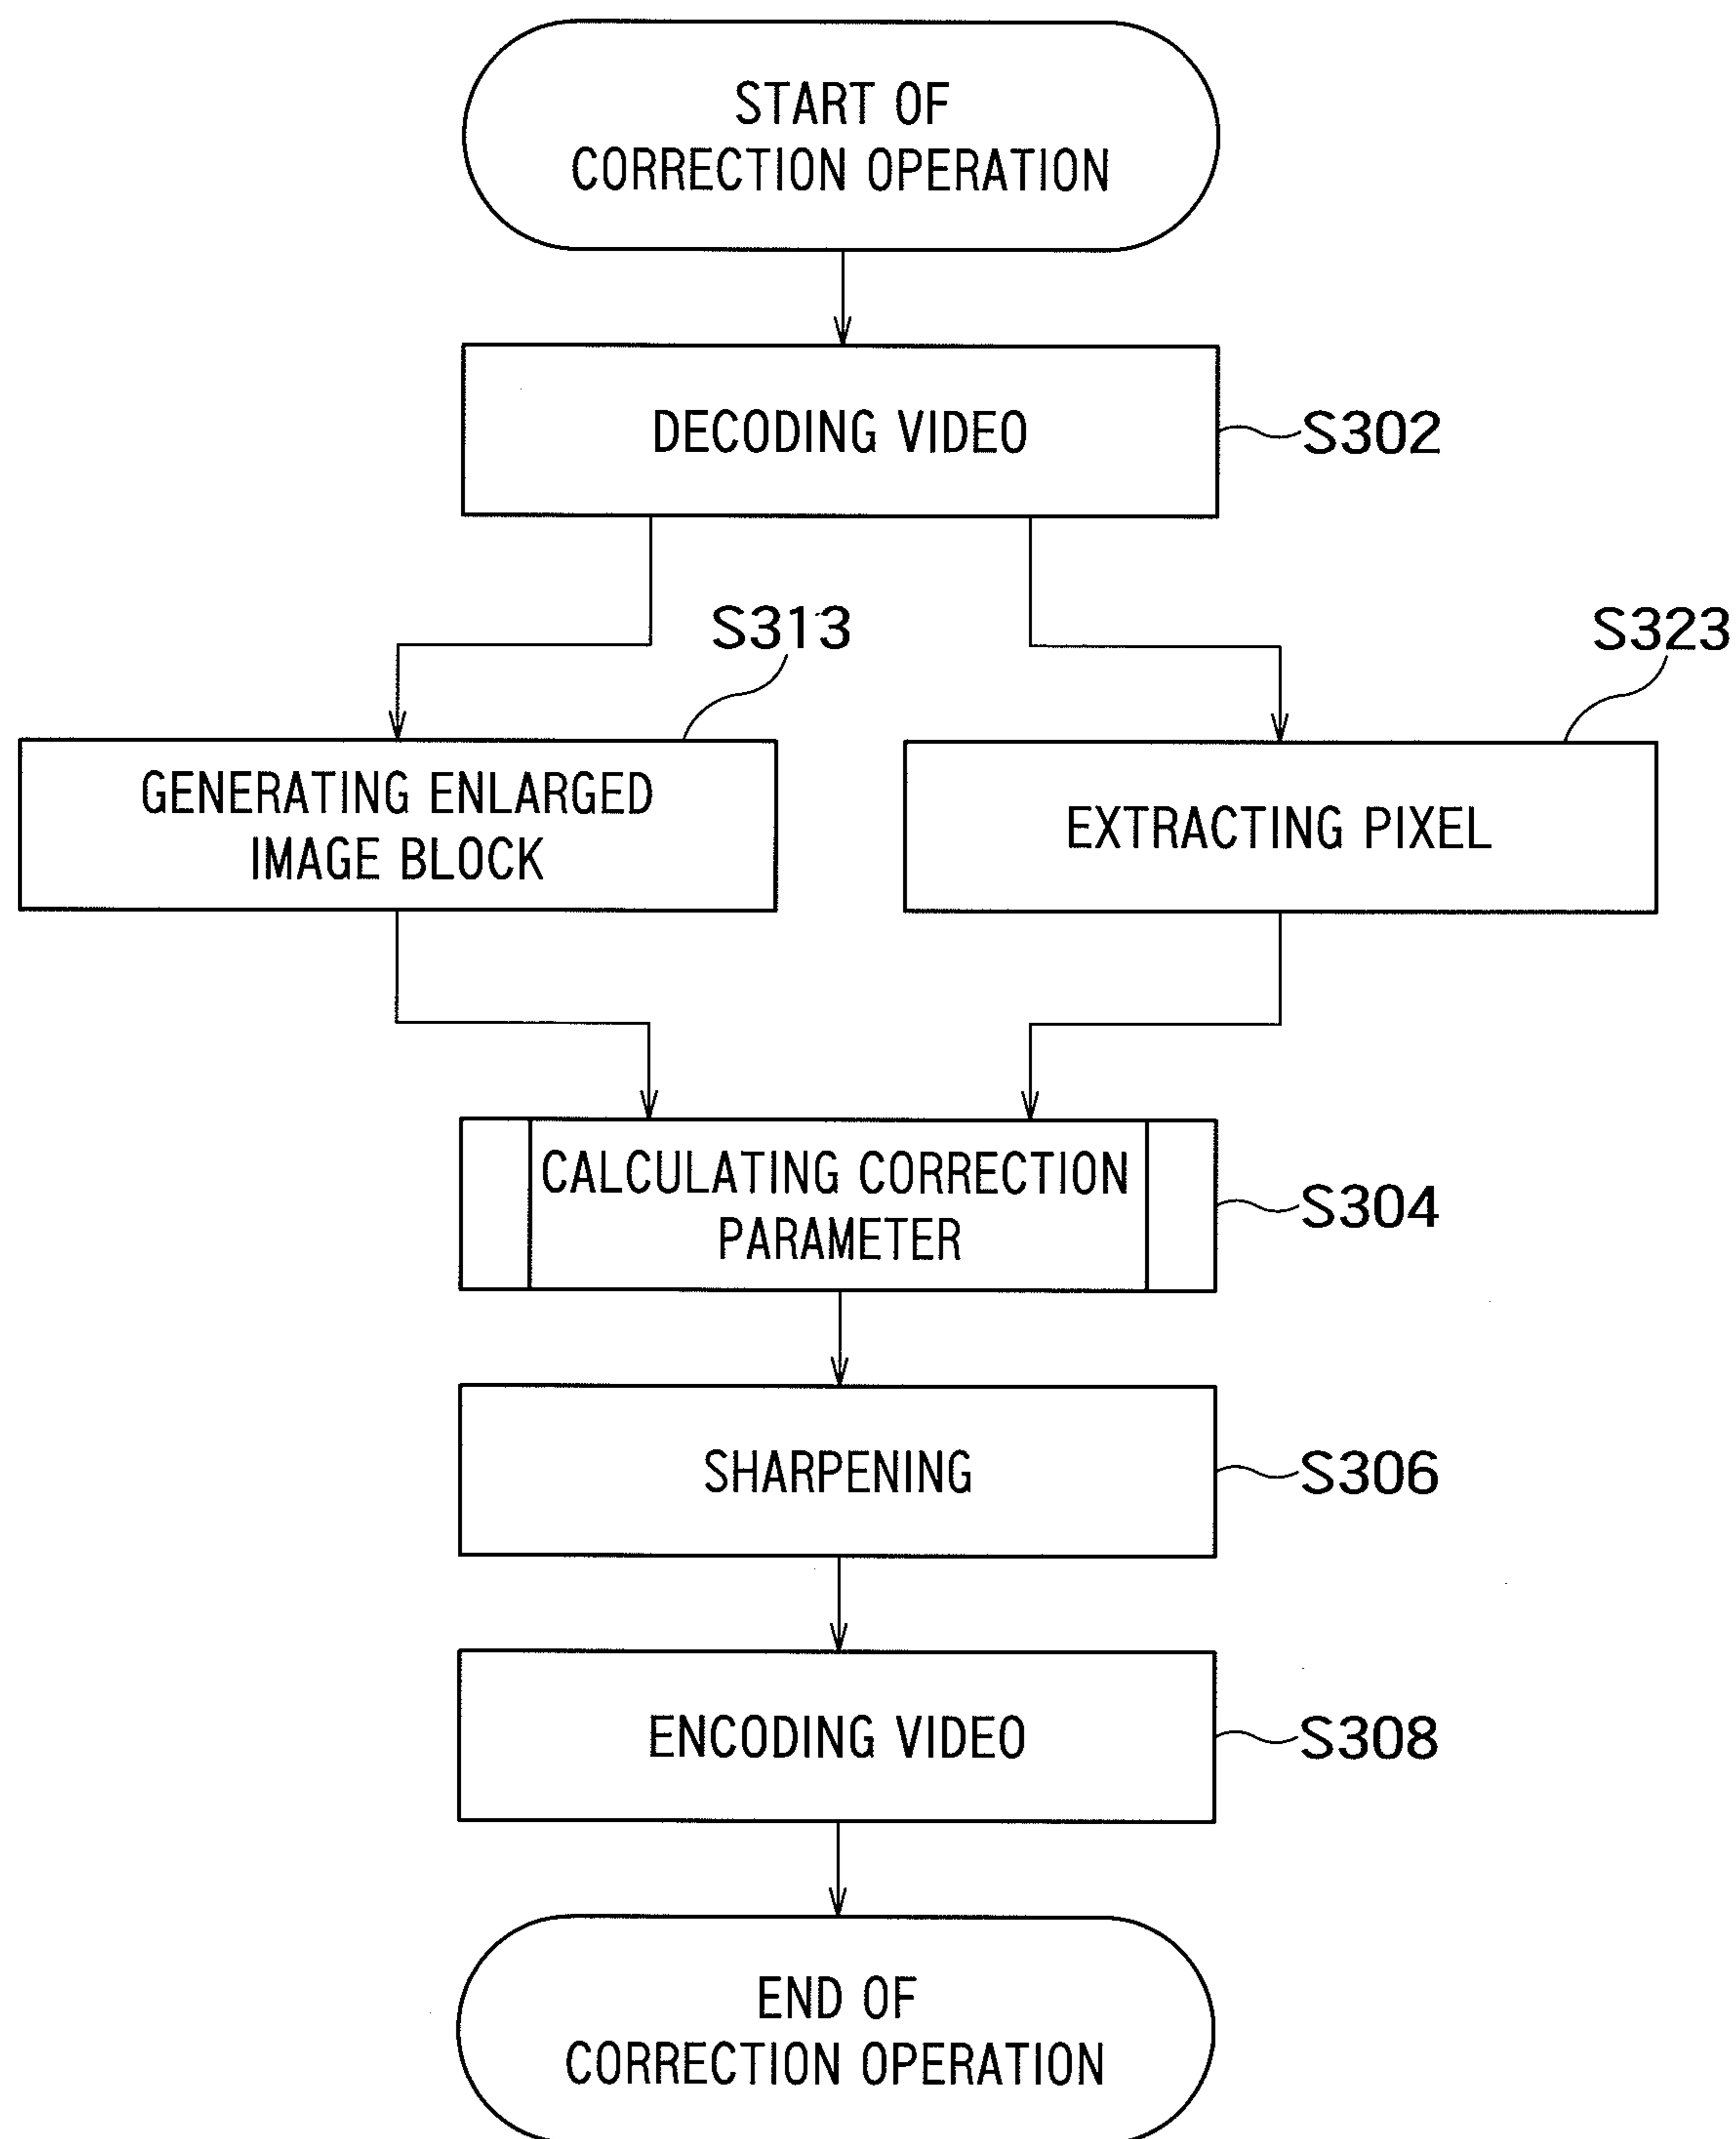 START OF
CORRECTION OPERATION
DECODING VIDEO
S302
S313
S323
GENERATING ENLARGED
IMAGE BLOCK
EXTRACTING PIXEL
CALCULATING CORRECTION
PARAMETER
S304
SHARPENING
S306
ENCODING VIDEO
S308
END OF
CORRECTION OPERATION